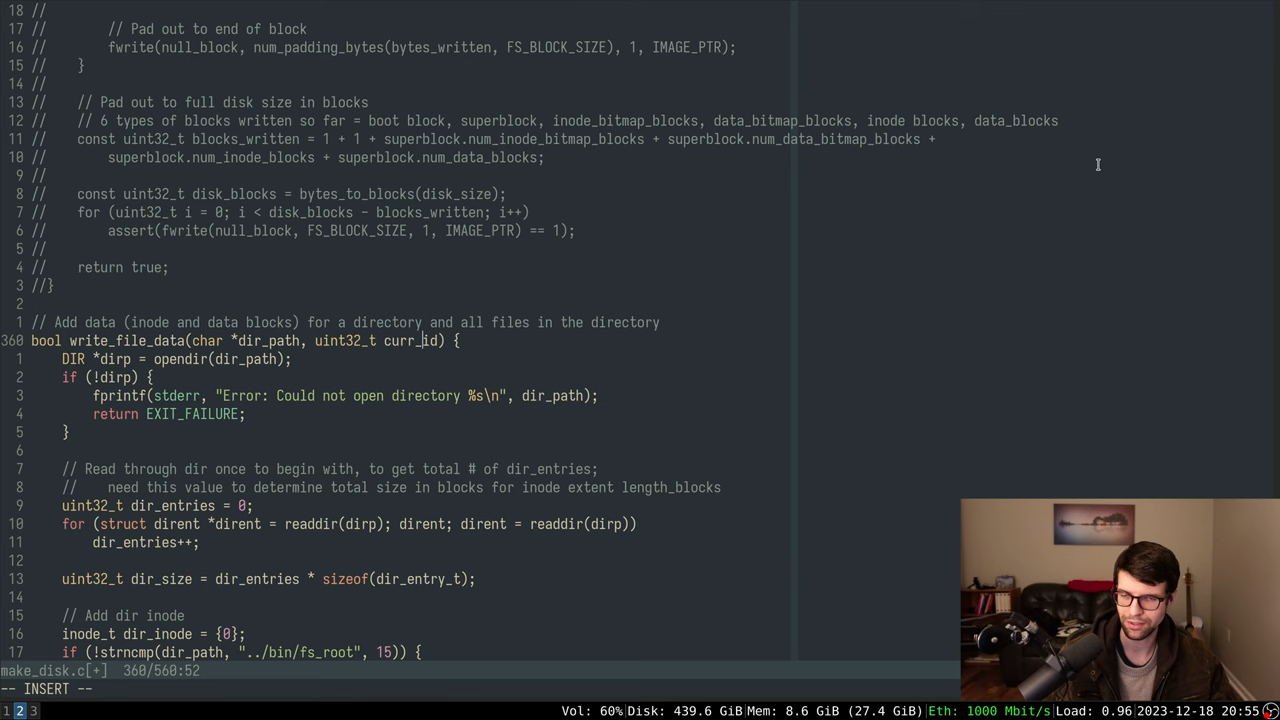 18 //
17 //        // Pad out to end of block
16 //        fwrite(null_block, num_padding_bytes(bytes_written, FS_BLOCK_SIZE), 1, IMAGE_PTR);
15 //    }
14 //
13 //    // Pad out to full disk size in blocks
12 //    // 6 types of blocks written so far = boot block, superblock, inode_bitmap_blocks, data_bitmap_blocks, inode blocks, data_blocks
11 //    const uint32_t blocks_written = 1 + 1 + superblock.num_inode_bitmap_blocks + superblock.num_data_bitmap_blocks +
10 //        superblock.num_inode_blocks + superblock.num_data_blocks;
9 //
8 //    const uint32_t disk_blocks = bytes_to_blocks(disk_size);
7 //    for (uint32_t i = 0; i < disk_blocks - blocks_written; i++)
6 //        assert(fwrite(null_block, FS_BLOCK_SIZE, 1, IMAGE_PTR) == 1);
5 //
4 //    return true;
3 //}
2
1 // Add data (inode and data blocks) for a directory and all files in the directory
360 bool write_file_data(char *dir_path, uint32_t curr_id) {
1     DIR *dirp = opendir(dir_path);
2     if (!dirp) {
3         fprintf(stderr, "Error: Could not open directory %s\n", dir_path);
4         return EXIT_FAILURE;
5     }
6
7     // Read through dir once to begin with, to get total # of dir_entries;
8     //    need this value to determine total size in blocks for inode extent length_blocks
9     uint32_t dir_entries = 0;
10     for (struct dirent *dirent = readdir(dirp); dirent; dirent = readdir(dirp))
11         dir_entries++;
12
13     uint32_t dir_size = dir_entries * sizeof(dir_entry_t);
14
15     // Add dir inode
16     inode_t dir_inode = {0};
17     if (!strncmp(dir_path, "../bin/fs_root", 15)) {
make_disk.c[+]  360/560:52
-- INSERT --
1 2 3 Vol: 60%|Disk: 439.6 GiB|Mem: 8.6 GiB (27.4 GiB)|Eth: 1000 Mbit/s|Load: 0.96|2023-12-18 20:55